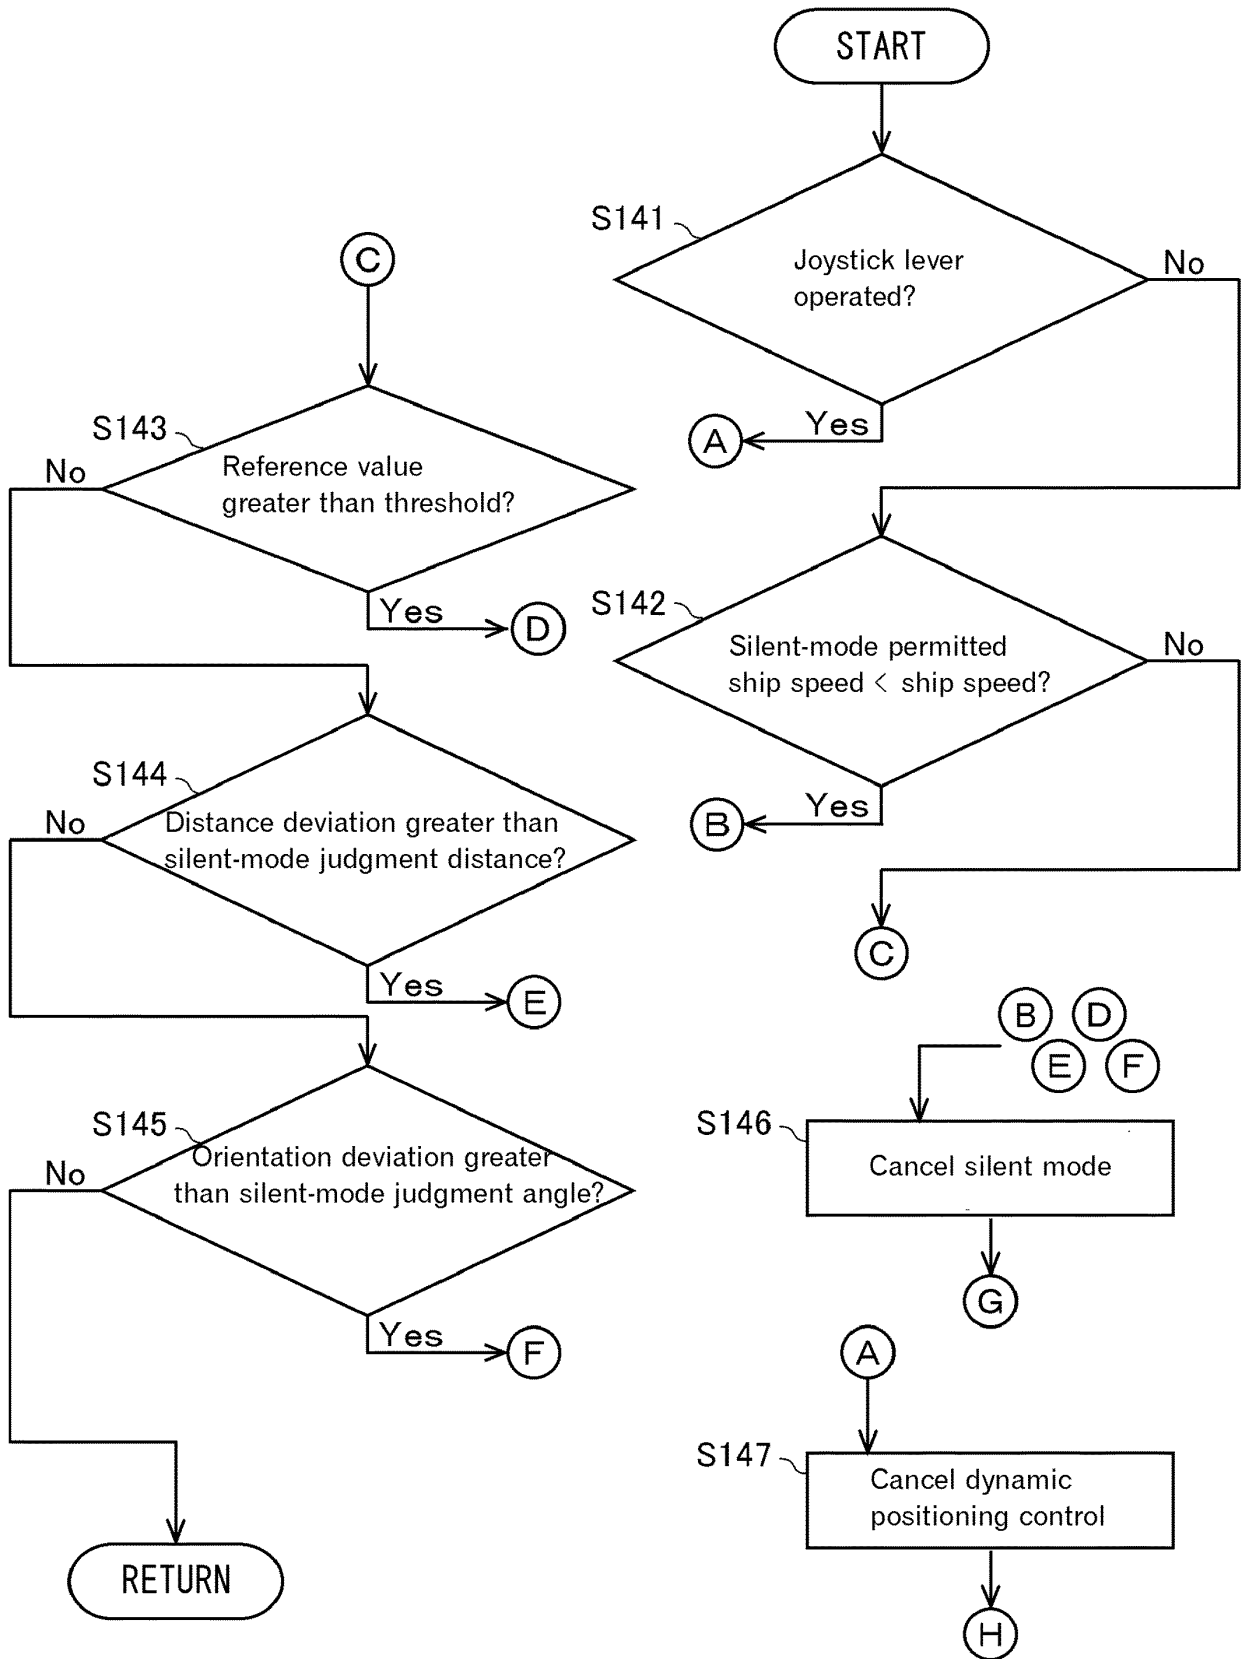 START
S141
Joystick lever
operated?
No
Yes
A
S142
Silent-mode permitted
ship speed < ship speed?
No
Yes
B
C
C
S143
Reference value
greater than threshold?
No
Yes
D
S144
Distance deviation greater than
silent-mode judgment distance?
No
Yes
E
S145
Orientation deviation greater
than silent-mode judgment angle?
No
Yes
F
RETURN
B D
E F
S146
Cancel silent mode
G
A
S147
Cancel dynamic
positioning control
H